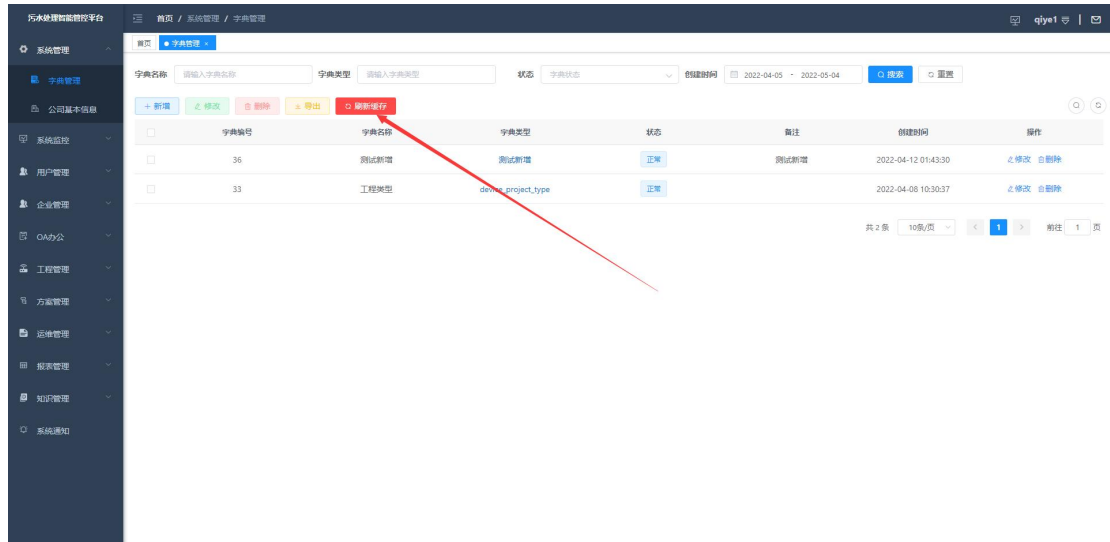 污水处理智能管控平台
首页 / 系统管理 / 字典管理
qiye1
系统管理
字典管理
公司基本信息
系统监控
用户管理
企业管理
OA办公
工程管理
方案管理
运维管理
报表管理
知识管理
系统通知
首页 字典管理 ×
字典名称 请输入字典名称 字典类型 请输入字典类型 状态 字典状态 创建时间 2022-04-05 - 2022-05-04 搜索 重置
+ 新增 修改 删除 导出 刷新缓存
字典编号 字典名称 字典类型 状态 备注 创建时间 操作
36 测试新增 测试新增 正常 测试新增 2022-04-12 01:43:30 修改 删除
33 工程类型 device_project_type 正常 2022-04-08 10:30:37 修改 删除
共 2 条 10条/页 < 1 > 前往 1 页